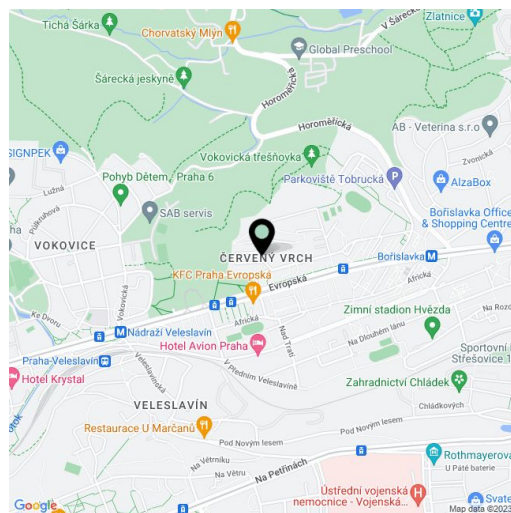 Tichá Šárka
Zlatnice
V Šárecké
Chorvatský Mlýn
Global Preschool
Šárecká jeskyně
Horoměřická
Horoměřická
AB - Veterina s.r.o
SIGNPEK
Zvonická
Vokovická třešňovka
Pohyb Dětem, Praha 6
Parkoviště Tobrucká
AlzaBox
Lužná
SAB servis
Půlkruhová
Bořislavka Office
& Shopping Centre
VOKOVICE
ČERVENÝ VRCH
Bořislavka
KFC Praha Evropská
Evropská
Africká
Vokovická
Ke Dvoru
Africká
Zimní stadion Hvězda
Na Rozd
Nádraží Veleslavín
Nad Tratí
Na Dlouhém lánu
Hotel Avion Praha
Sportovní
Střešovice 1
Praha-Veleslavín
Veleslavínská
V Předním Veleslavíně
Hotel Krystal
Zahradnictví Chládek
VELESLAVÍN
Chládkových
Restaurace U Marčanů
Pod Novým lesem
Pod Novým lesem
Na Větrníku
Na Větru
Na Petřinách
Rothmayerova
U Páté baterie
Ústřední vojenská
nemocnice - Vojenská...
Svate
Google
Map data ©2023